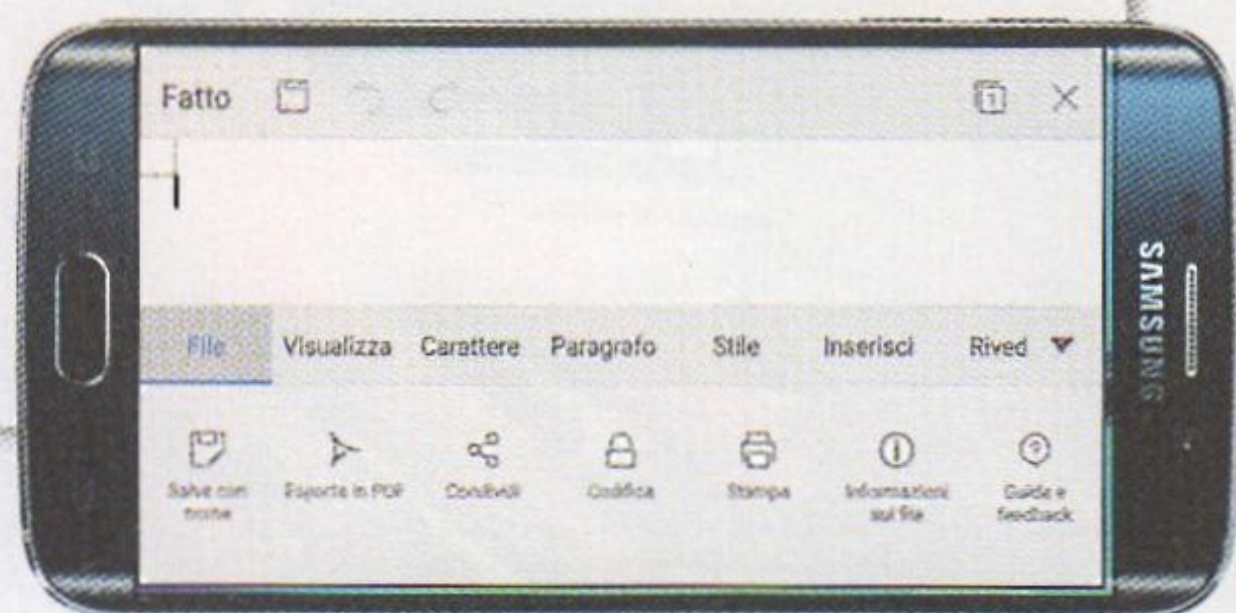 Fatto
1
File Visualizza Carattere Paragrafo Stile Inserisci Rived
Salva con nome
Esporta in PDF
Condividi
Codifica
Stampa
Informazioni sul file
Guida e feedback
SAMSUNG